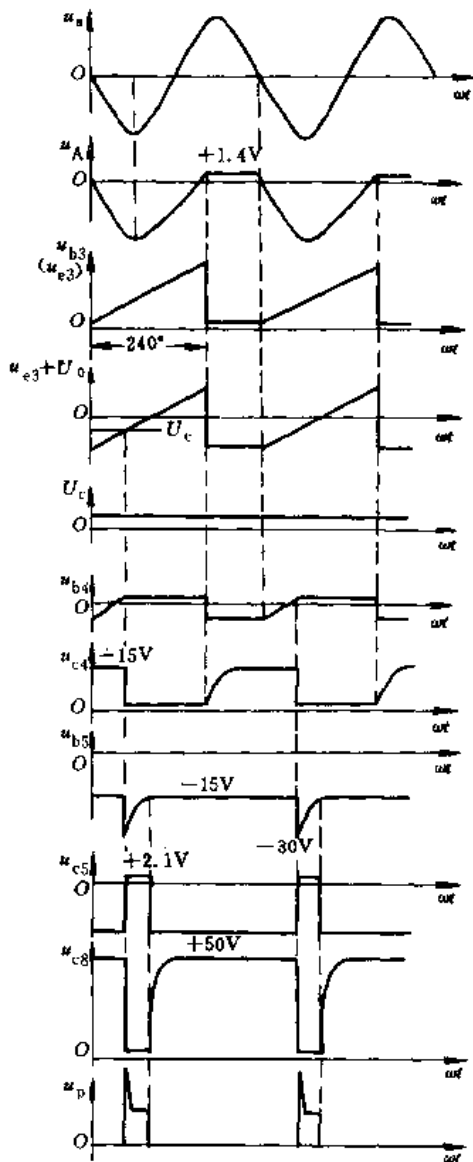 u_s
O
ωt
u_A
+1.4V
O
ωt
u_b3
(u_e3)
O
ωt
240°
u_e3+U_0
O
U_c
ωt
U_c
O
ωt
u_b4
O
ωt
u_c4
-15V
O
ωt
u_b5
O
ωt
-15V
-30V
u_c5
+2.1V
O
ωt
u_c8
+50V
O
ωt
u_p
O
ωt